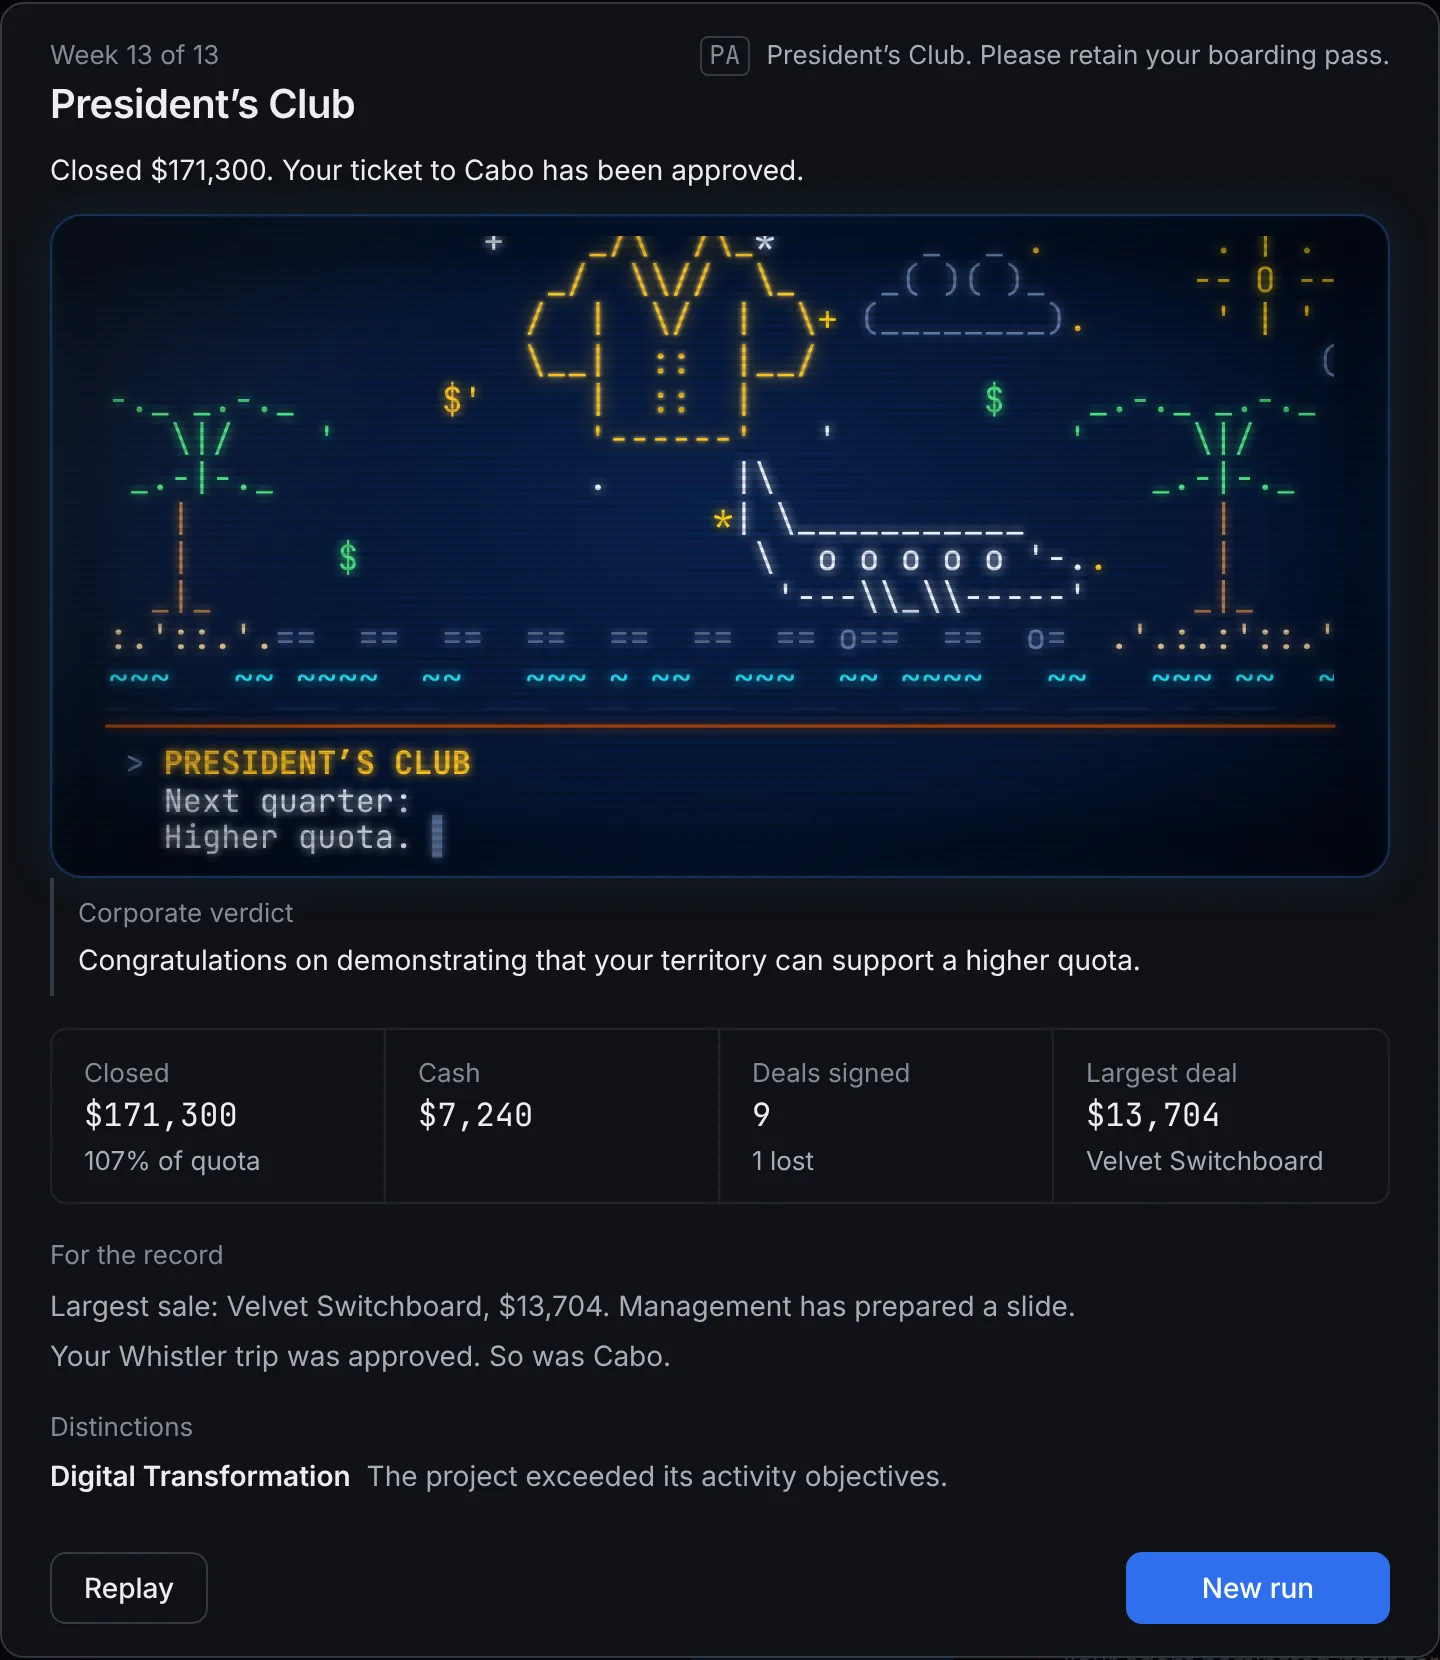 Week 13 of 13
PA President’s Club. Please retain your boarding pass.
President’s Club
Closed $171,300. Your ticket to Cabo has been approved.
> PRESIDENT’S CLUB
Next quarter:
Higher quota.
Corporate verdict
Congratulations on demonstrating that your territory can support a higher quota.
Closed
$171,300
107% of quota
Cash
$7,240
Deals signed
9
1 lost
Largest deal
$13,704
Velvet Switchboard
For the record
Largest sale: Velvet Switchboard, $13,704. Management has prepared a slide.
Your Whistler trip was approved. So was Cabo.
Distinctions
Digital Transformation The project exceeded its activity objectives.
Replay
New run